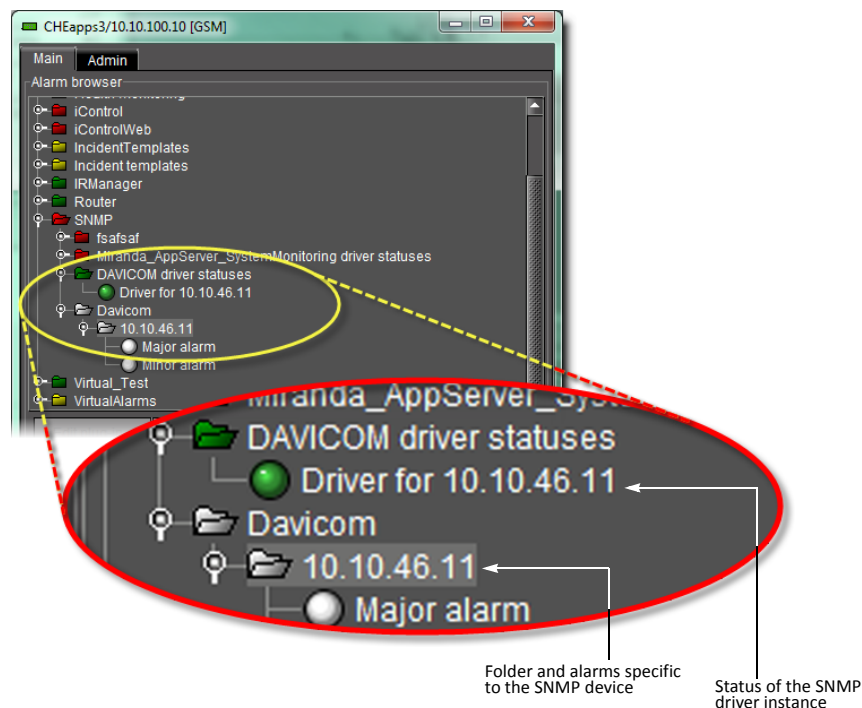 CHEapps3/10.10.100.10 [GSM]
Main Admin
Alarm browser
iControl
iControlWeb
IncidentTemplates
Incident templates
IRManager
Router
SNMP
fsafsaf
Miranda_AppServer_SystemMonitoring driver statuses
DAVICOM driver statuses
Driver for 10.10.46.11
Davicom
10.10.46.11
Major alarm
Minor alarm
Virtual_Test
VirtualAlarms
Miranda_AppServer_Syste
DAVICOM driver statuses
Driver for 10.10.46.11
Davicom
10.10.46.11
Major alarm
Folder and alarms specific
to the SNMP device
Status of the SNMP
driver instance